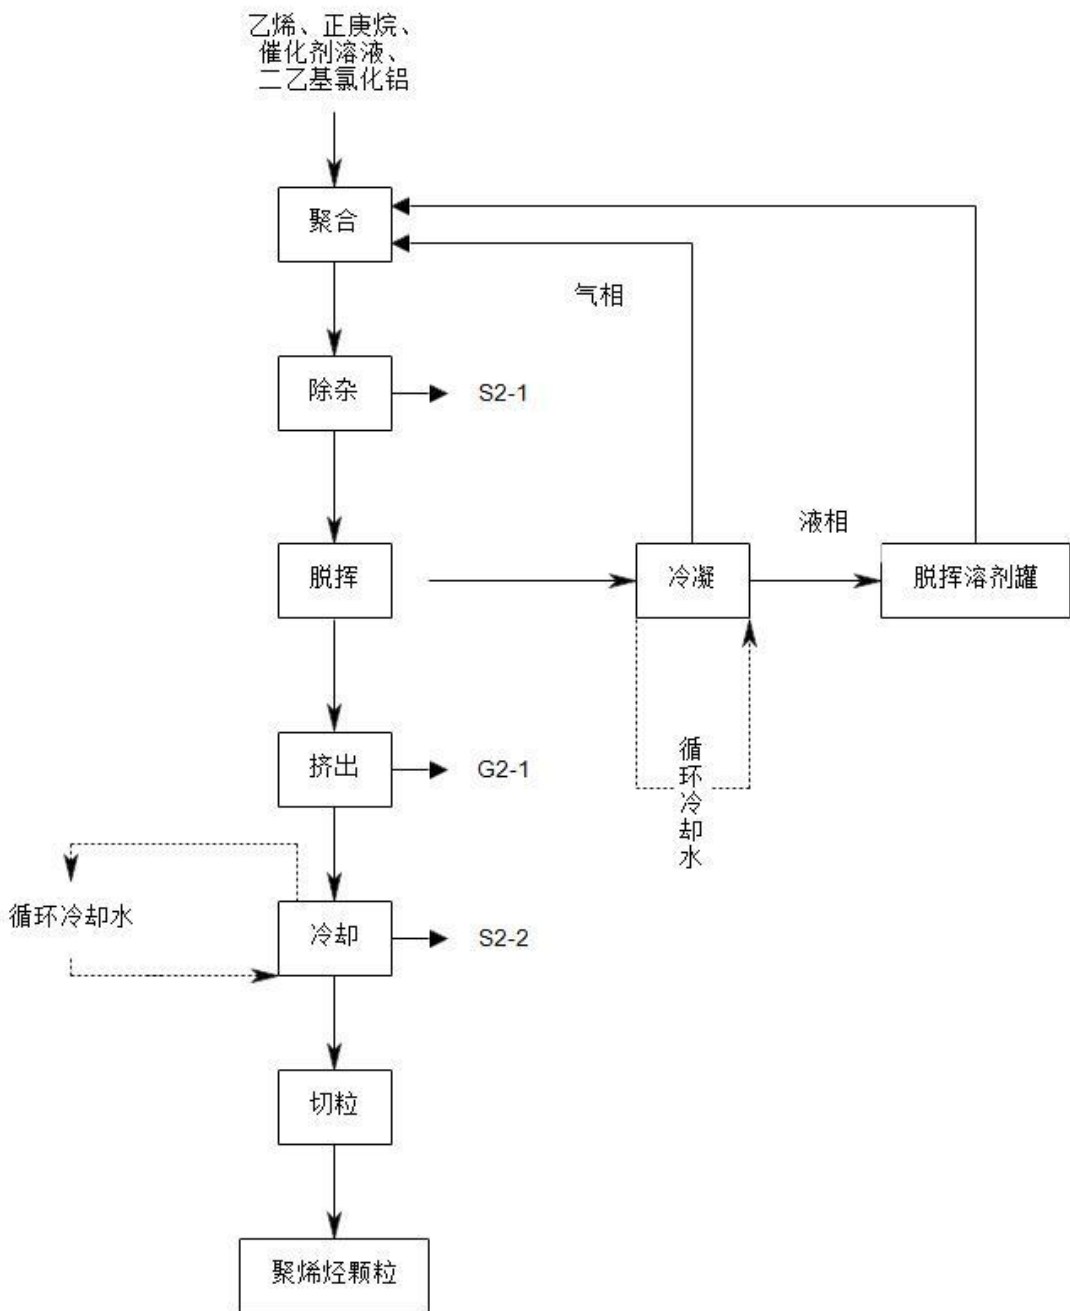 乙烯、正庚烷、
催化剂溶液、
二乙基氯化铝
聚合
气相
除杂
S2-1
液相
脱挥
冷凝
脱挥溶剂罐
挤出
G2-1
循环冷却水
循环冷却水
冷却
S2-2
切粒
聚烯烃颗粒